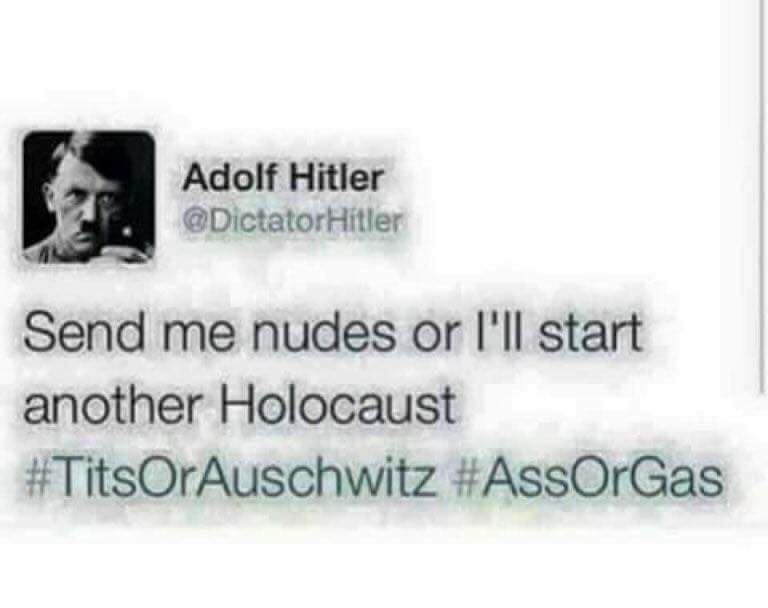 Adolf Hitler
@DictatorHitler
Send me nudes or I'll start
another Holocaust
#TitsOrAuschwitz #AssOrGas